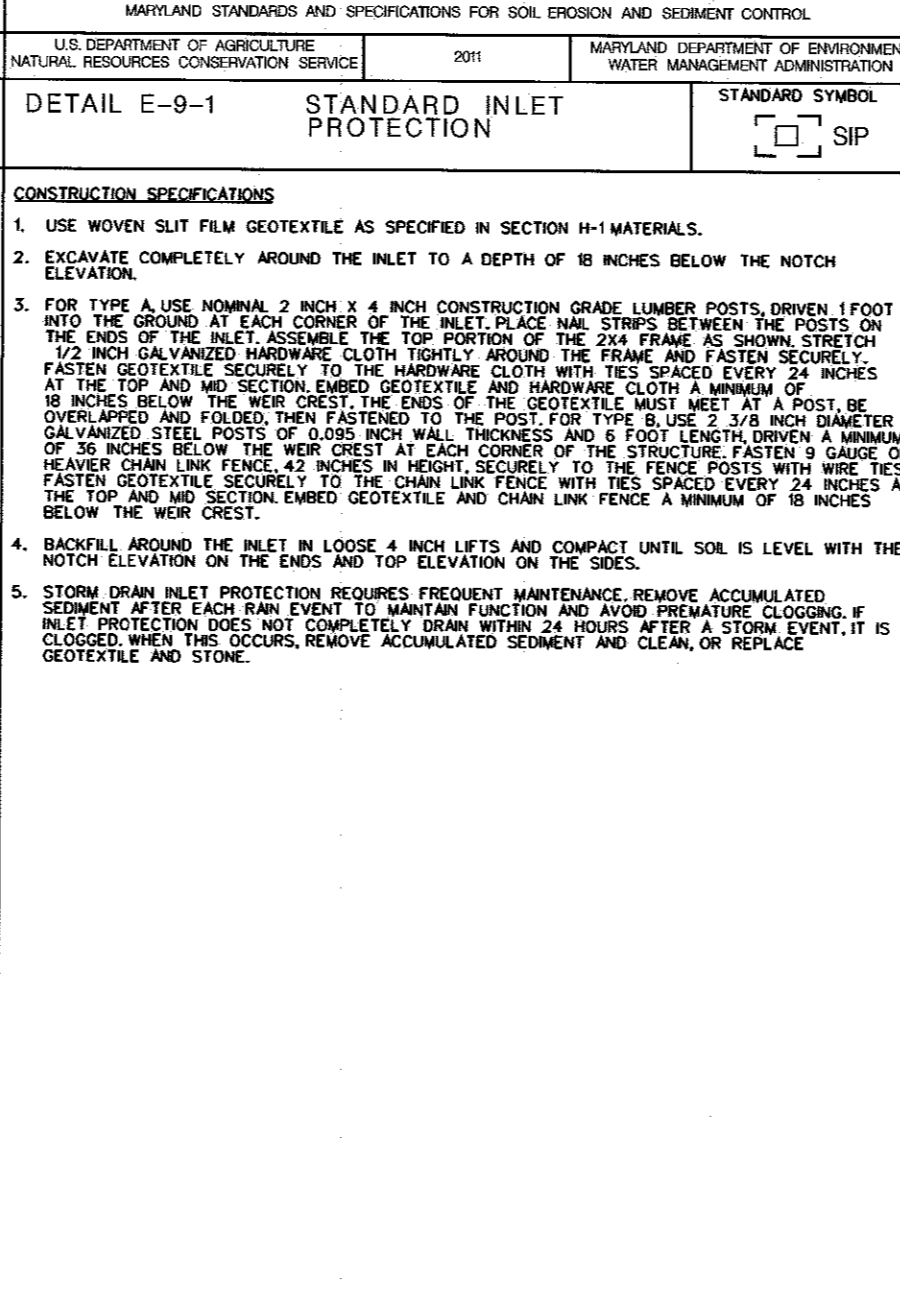 MARYLAND STANDARDS AND SPECIFICATIONS FOR SOIL EROSION AND SEDIMENT CONTROL
U.S. DEPARTMENT OF AGRICULTURE
NATURAL RESOURCES CONSERVATION SERVICE
2011
MARYLAND DEPARTMENT OF ENVIRONMEN
WATER MANAGEMENT ADMINISTRATION
DETAIL E-9-1
STANDARD INLET
PROTECTION
STANDARD SYMBOL
SIP
CONSTRUCTION SPECIFICATIONS
1. USE WOVEN SLIT FILM GEOTEXTILE AS SPECIFIED IN SECTION H-1 MATERIALS.
2. EXCAVATE COMPLETELY AROUND THE INLET TO A DEPTH OF 18 INCHES BELOW THE NOTCH
ELEVATION.
3. FOR TYPE A, USE NOMINAL 2 INCH X 4 INCH CONSTRUCTION GRADE LUMBER POSTS, DRIVEN 1 FOOT
INTO THE GROUND AT EACH CORNER OF THE INLET. PLACE NAIL STRIPS BETWEEN THE POSTS ON
THE ENDS OF THE INLET. ASSEMBLE THE TOP PORTION OF THE 2X4 FRAME AS SHOWN. STRETCH
1/2 INCH GALVANIZED HARDWARE CLOTH TIGHTLY AROUND THE FRAME AND FASTEN SECURELY.
FASTEN GEOTEXTILE SECURELY TO THE HARDWARE CLOTH WITH TIES SPACED EVERY 24 INCHES
AT THE TOP AND MID SECTION. EMBED GEOTEXTILE AND HARDWARE CLOTH A MINIMUM OF
18 INCHES BELOW THE WEIR CREST. THE ENDS OF THE GEOTEXTILE MUST MEET AT A POST, BE
OVERLAPPED AND FOLDED, THEN FASTENED TO THE POST. FOR TYPE B, USE 2 3/8 INCH DIAMETER
GALVANIZED STEEL POSTS OF 0.095 INCH WALL THICKNESS AND 6 FOOT LENGTH, DRIVEN A MINIMUM
OF 36 INCHES BELOW THE WEIR CREST AT EACH CORNER OF THE STRUCTURE. FASTEN 9 GAUGE O
HEAVIER CHAIN LINK FENCE, 42 INCHES IN HEIGHT, SECURELY TO THE FENCE POSTS WITH WIRE TIES
FASTEN GEOTEXTILE SECURELY TO THE CHAIN LINK FENCE WITH TIES SPACED EVERY 24 INCHES A
THE TOP AND MID SECTION. EMBED GEOTEXTILE AND CHAIN LINK FENCE A MINIMUM OF 18 INCHES
BELOW THE WEIR CREST.
4. BACKFILL AROUND THE INLET IN LOOSE 4 INCH LIFTS AND COMPACT UNTIL SOIL IS LEVEL WITH THE
NOTCH ELEVATION ON THE ENDS AND TOP ELEVATION ON THE SIDES.
5. STORM DRAIN INLET PROTECTION REQUIRES FREQUENT MAINTENANCE. REMOVE ACCUMULATED
SEDIMENT AFTER EACH RAIN EVENT TO MAINTAIN FUNCTION AND AVOID PREMATURE CLOGGING. IF
INLET PROTECTION DOES NOT COMPLETELY DRAIN WITHIN 24 HOURS AFTER A STORM EVENT, IT IS
CLOGGED. WHEN THIS OCCURS, REMOVE ACCUMULATED SEDIMENT AND CLEAN, OR REPLACE
GEOTEXTILE AND STONE.